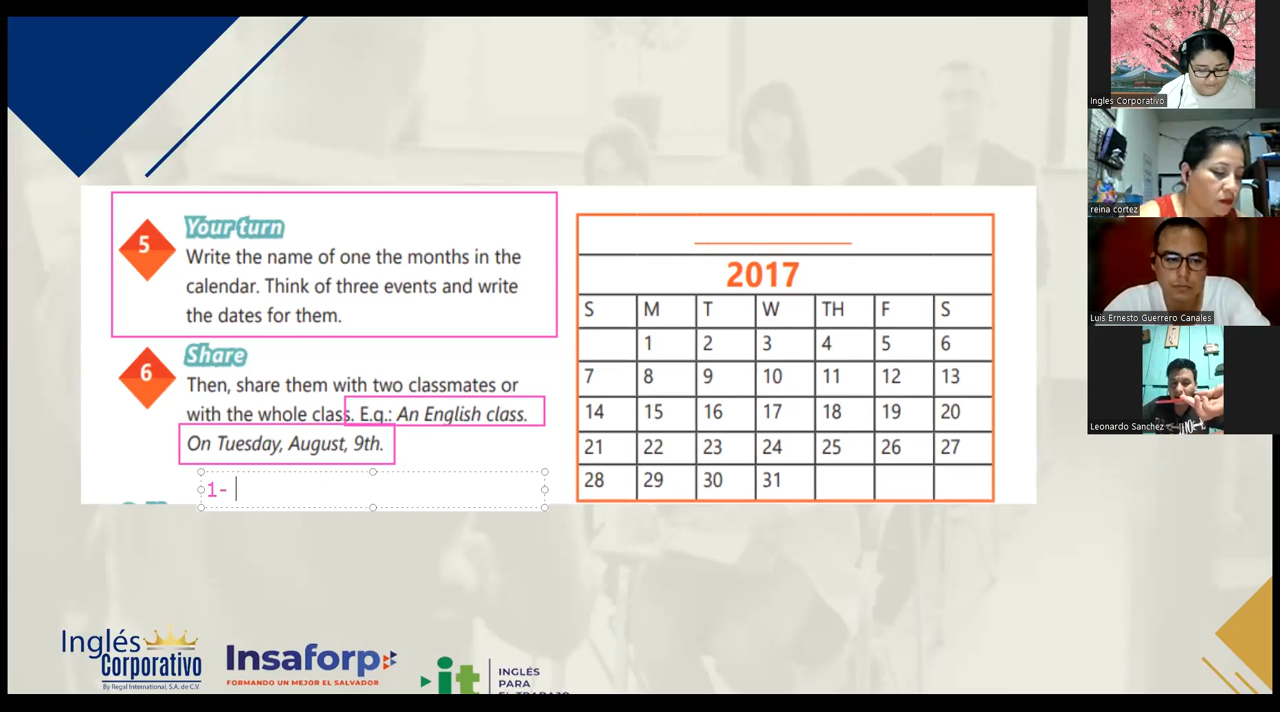 5
Your turn
Write the name of one the months in the
calendar. Think of three events and write
the dates for them.
6
Share
Then, share them with two classmates or
with the whole class. E.g.: An English class.
On Tuesday, August, 9th.
1-
2017
S M T W TH F S
1 2 3 4 5 6
7 8 9 10 11 12 13
14 15 16 17 18 19 20
21 22 23 24 25 26 27
28 29 30 31
Ingles Corporativo
reina cortez
Luis Ernesto Guerrero Canales
Leonardo Sanchez
Inglés
Corporativo
By Regal International, S.A. de C.V.
Insaforp
FORMANDO UN MEJOR EL SALVADOR
it
INGLÉS
PARA
EL TRABAJO